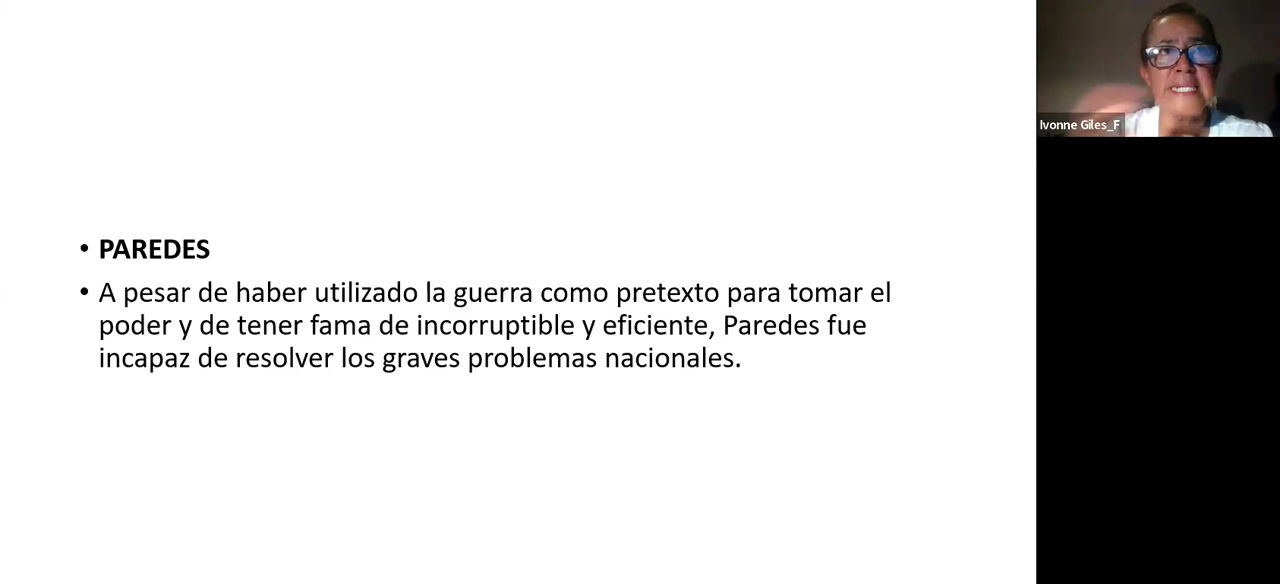 • PAREDES
• A pesar de haber utilizado la guerra como pretexto para tomar el
poder y de tener fama de incorruptible y eficiente, Paredes fue
incapaz de resolver los graves problemas nacionales.
Ivonne Giles_F